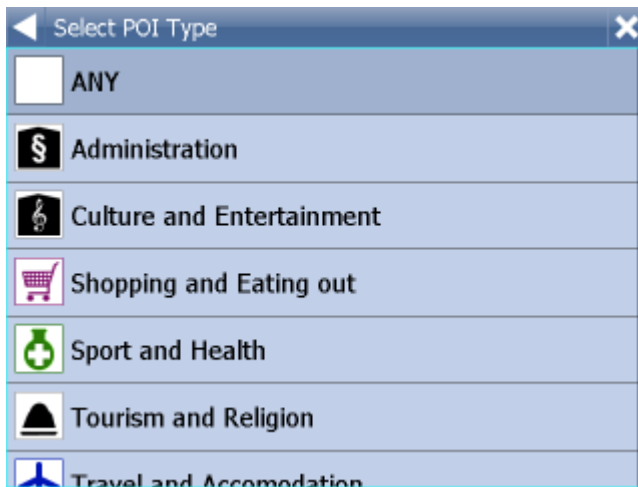 Select POI Type
ANY
Administration
Culture and Entertainment
Shopping and Eating out
Sport and Health
Tourism and Religion
Travel and Accomodation